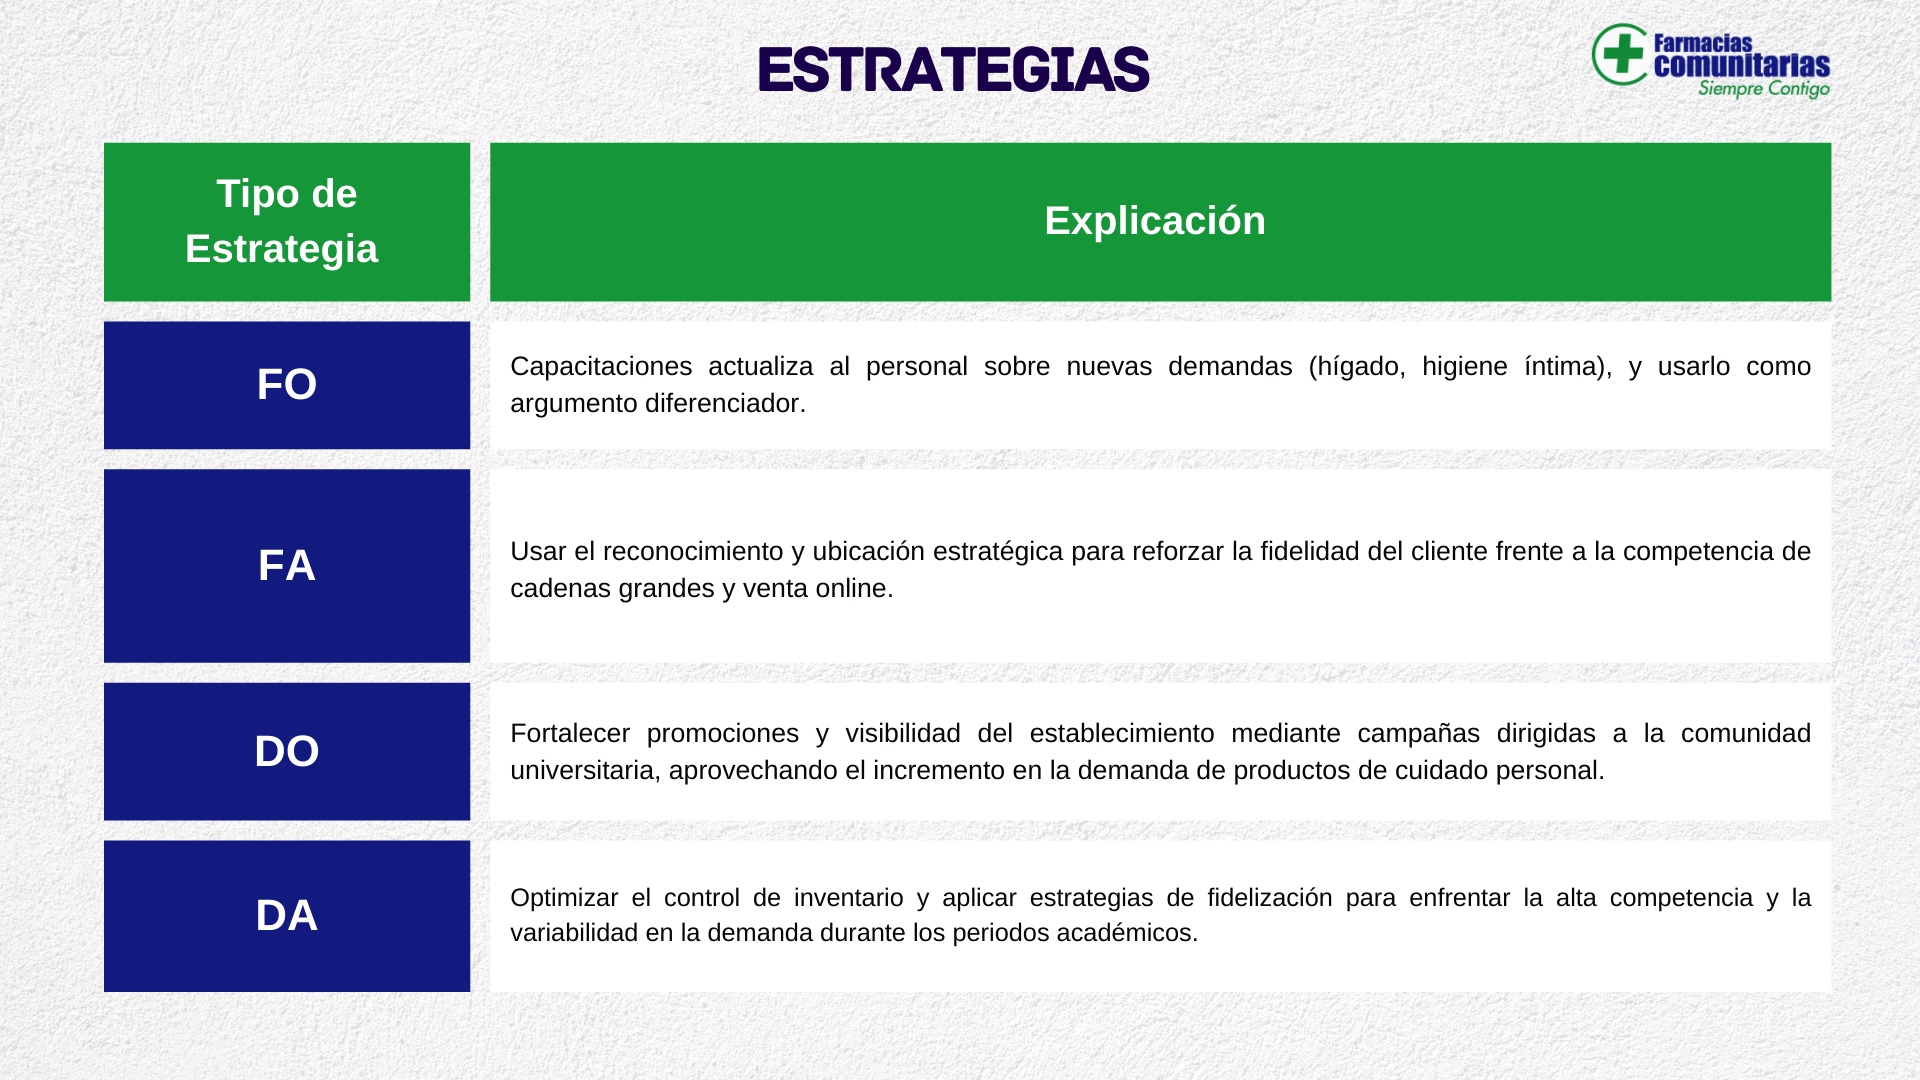 ESTRATEGIAS
Farmacias
comunitarias
Siempre Contigo
Tipo de
Estrategia
Explicación
FO
Capacitaciones actualiza al personal sobre nuevas demandas (hígado, higiene íntima), y usarlo como
argumento diferenciador.
FA
Usar el reconocimiento y ubicación estratégica para reforzar la fidelidad del cliente frente a la competencia de
cadenas grandes y venta online.
DO
Fortalecer promociones y visibilidad del establecimiento mediante campañas dirigidas a la comunidad
universitaria, aprovechando el incremento en la demanda de productos de cuidado personal.
DA
Optimizar el control de inventario y aplicar estrategias de fidelización para enfrentar la alta competencia y la
variabilidad en la demanda durante los periodos académicos.